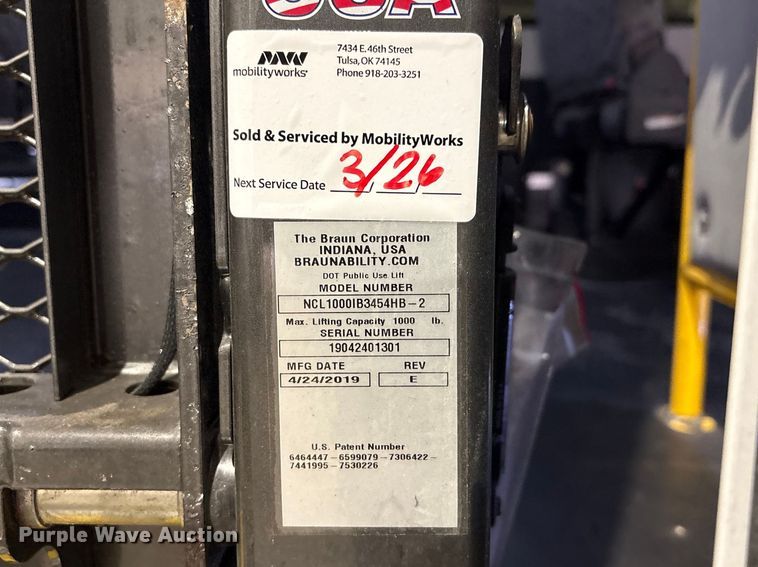 USA
mobilityworks
7434 E. 46th Street
Tulsa, OK 74145
Phone 918-203-3251
Sold & Serviced by MobilityWorks
Next Service Date 3/26
The Braun Corporation
INDIANA, USA
BRAUNABILITY.COM
DOT Public Use Lift
MODEL NUMBER
NCL1000IB3454HB-2
Max. Lifting Capacity 1000 lb.
SERIAL NUMBER
19042401301
MFG DATE REV
4/24/2019 E
U.S. Patent Number
6464447-6599079-7306422-
7441995-7530226
Purple Wave Auction